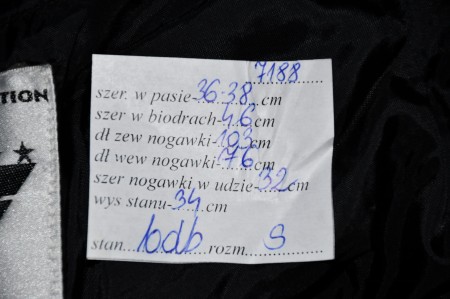 7188
szer. w pasie-36-38 cm
szer w biodrach-46 cm
TION
dł zew nogawki-103 cm
dł wew nogawki-76 cm
szer nogawki w udzie-32 cm
wys stanu-34 cm
stan bdb rozm. S